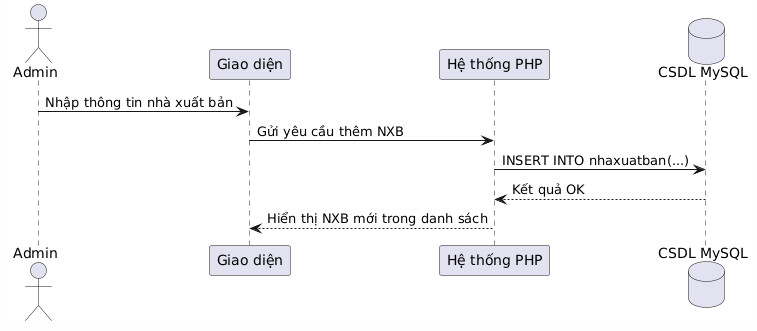 Admin
Giao diện
Hệ thống PHP
CSDL MySQL
Nhập thông tin nhà xuất bản
Gửi yêu cầu thêm NXB
INSERT INTO nhaxuatban(...)
Kết quả OK
Hiển thị NXB mới trong danh sách
Admin
Giao diện
Hệ thống PHP
CSDL MySQL